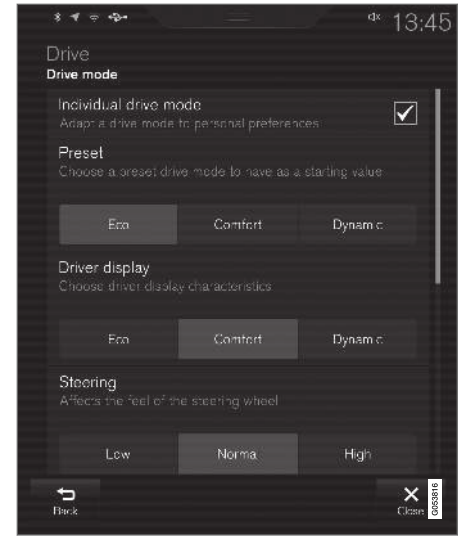 13:45
Drive
Drive mode
Individual drive mode
Adapt a drive mode to personal preferences
Preset
Choose a preset drive mode to have as a starting value
Eco Comfort Dynamic
Driver display
Choose driver display characteristics
Eco Comfort Dynamic
Steering
Affects the feel of the steering wheel
Low Normal High
Back Close
G053816